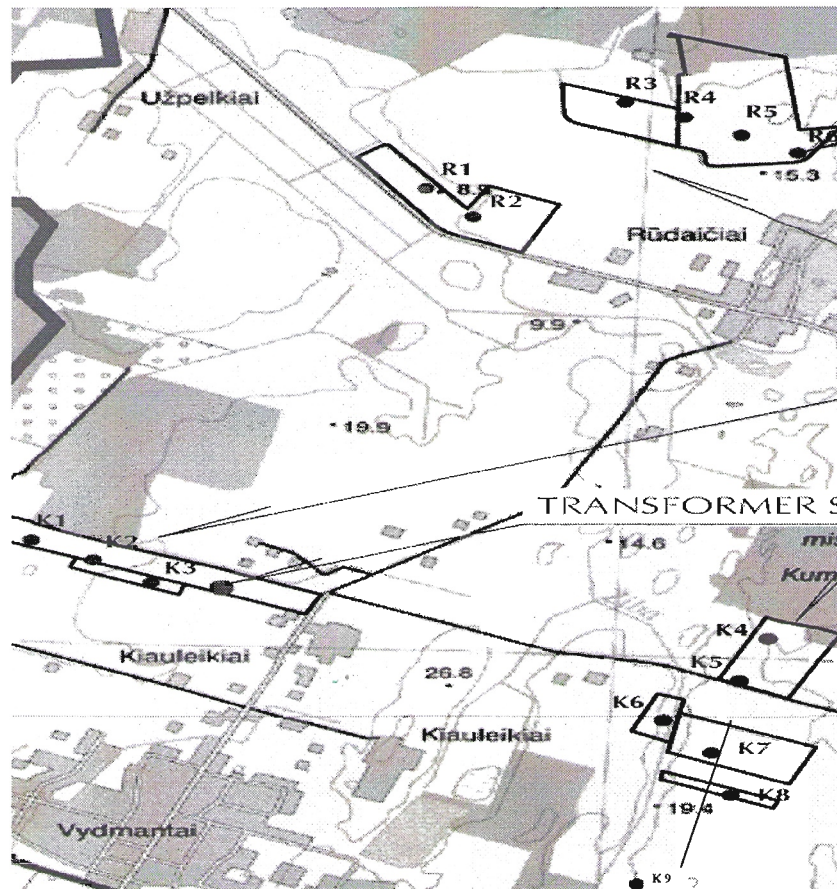 Užpelkiai
R3
R4
R5
R1
8.9
15.3
R2
Rūdaičiai
9.9
19.9
TRANSFORMER S
K1
K2
14.6
K3
Kum
K4
Kiauleikiai
26.8
K5
K6
Kiauleikiai
K7
K8
19.4
Vydmantai
K9